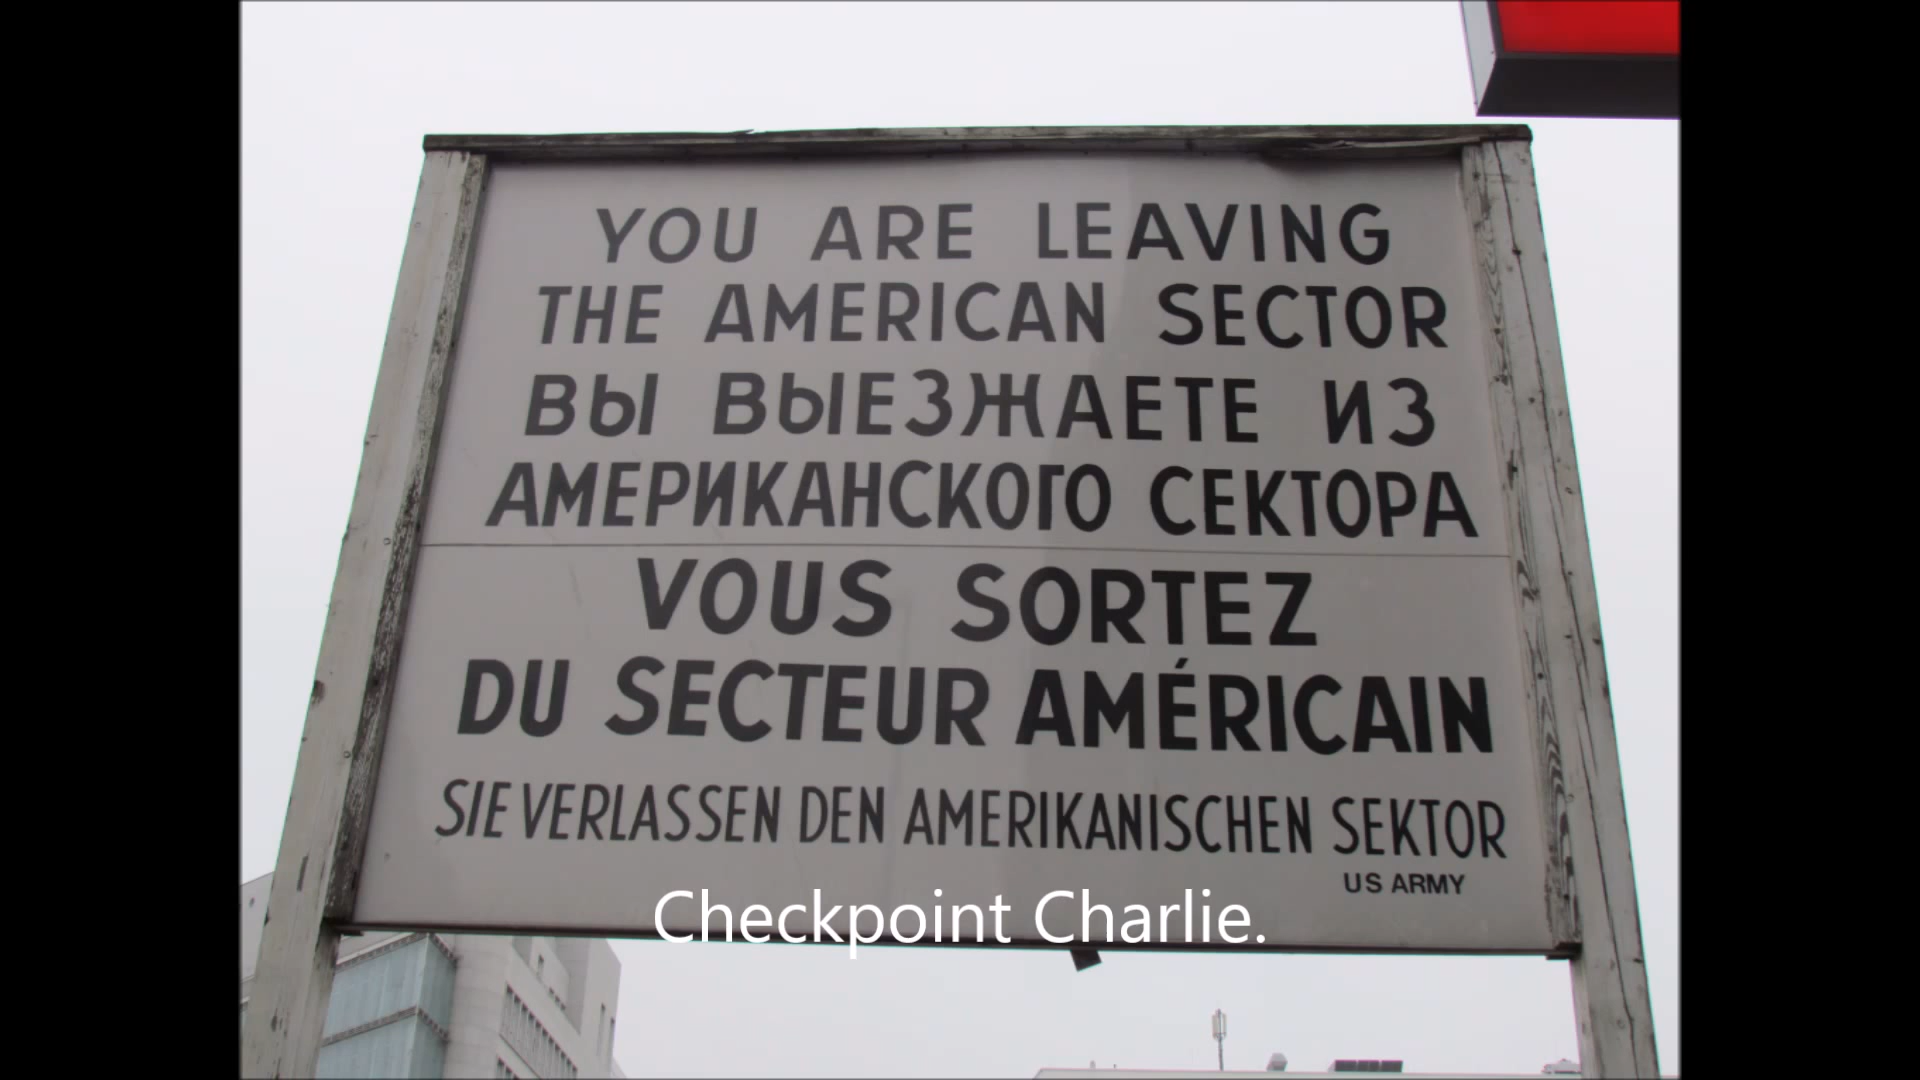 YOU ARE LEAVING
THE AMERICAN SECTOR
ВЫ ВЫЕЗЖАЕТЕ ИЗ
АМЕРИКАНСКОГО СЕКТОРА
VOUS SORTEZ
DU SECTEUR AMÉRICAIN
SIE VERLASSEN DEN AMERIKANISCHEN SEKTOR
US ARMY
Checkpoint Charlie.